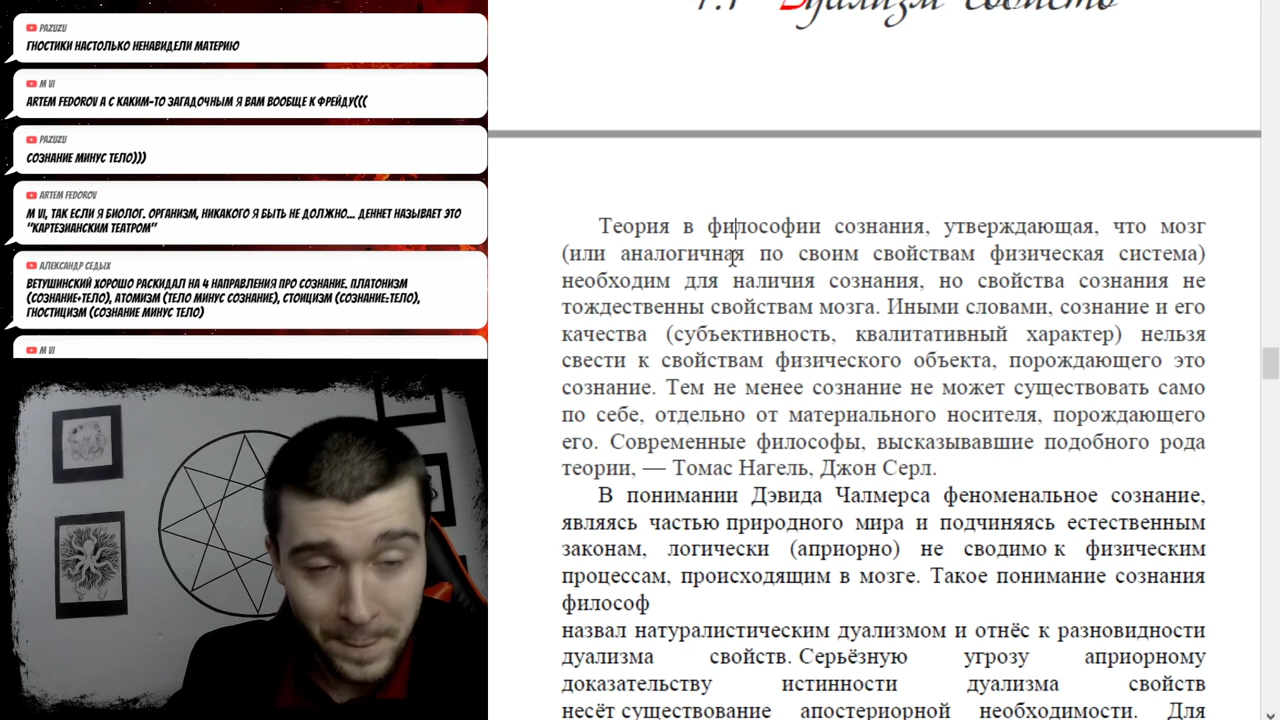 PAZUZU
ГНОСТИКИ НАСТОЛЬКО НЕНАВИДЕЛИ МАТЕРИЮ
M VI
ARTEM FEDOROV А С КАКИМ-ТО ЗАГАДОЧНЫМ Я ВАМ ВООБЩЕ К ФРЕЙДУ(((
PAZUZU
СОЗНАНИЕ МИНУС ТЕЛО)))
ARTEM FEDOROV
M VI, ТАК ЕСЛИ Я БИОЛОГ. ОРГАНИЗМ, НИКАКОГО Я БЫТЬ НЕ ДОЛЖНО... ДЕННЕТ НАЗЫВАЕТ ЭТО
"КАРТЕЗИАНСКИМ ТЕАТРОМ"
АЛЕКСАНДР СЕДЫХ
ВЕТУШИНСКИЙ ХОРОШО РАСКИДАЛ НА 4 НАПРАВЛЕНИЯ ПРО СОЗНАНИЕ. ПЛАТОНИЗМ
(СОЗНАНИЕ+ТЕЛО), АТОМИЗМ (ТЕЛО МИНУС СОЗНАНИЕ), СТОИЦИЗМ (СОЗНАНИЕ=ТЕЛО),
ГНОСТИЦИЗМ (СОЗНАНИЕ МИНУС ТЕЛО)
M VI
Дуализм свойств
Теория в философии сознания, утверждающая, что мозг
(или аналогичная по своим свойствам физическая система)
необходим для наличия сознания, но свойства сознания не
тождественны свойствам мозга. Иными словами, сознание и его
качества (субъективность, квалитативный характер) нельзя
свести к свойствам физического объекта, порождающего это
сознание. Тем не менее сознание не может существовать само
по себе, отдельно от материального носителя, порождающего
его. Современные философы, высказывавшие подобного рода
теории, — Томас Нагель, Джон Серл.
В понимании Дэвида Чалмерса феноменальное сознание,
являясь частью природного мира и подчиняясь естественным
законам, логически (априорно) не сводимо к физическим
процессам, происходящим в мозге. Такое понимание сознания
философ
назвал натуралистическим дуализмом и отнёс к разновидности
дуализма свойств. Серьёзную угрозу априорному
доказательству истинности дуализма свойств
несёт существование апостериорной необходимости. Для